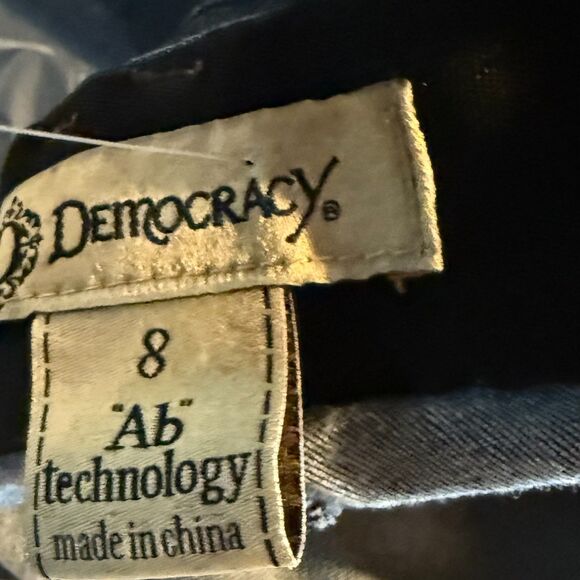 DEMOCRACY®
8
"Ab"
technology
made in china